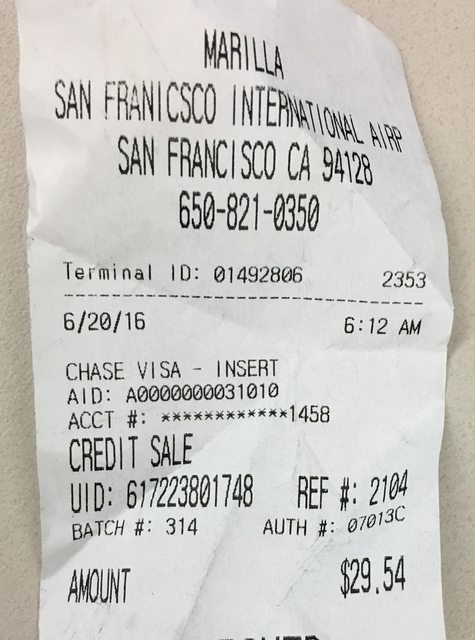 MARILLA
SAN FRANICSCO INTERNATIONAL AIRP
SAN FRANCISCO CA 94128
650-821-0350
Terminal ID: 01492806 2353
6/20/16 6:12 AM
CHASE VISA - INSERT
AID: A0000000031010
ACCT #: ************1458
CREDIT SALE
UID: 617223801748 REF #: 2104
BATCH #: 314 AUTH #: 07013C
AMOUNT $29.54